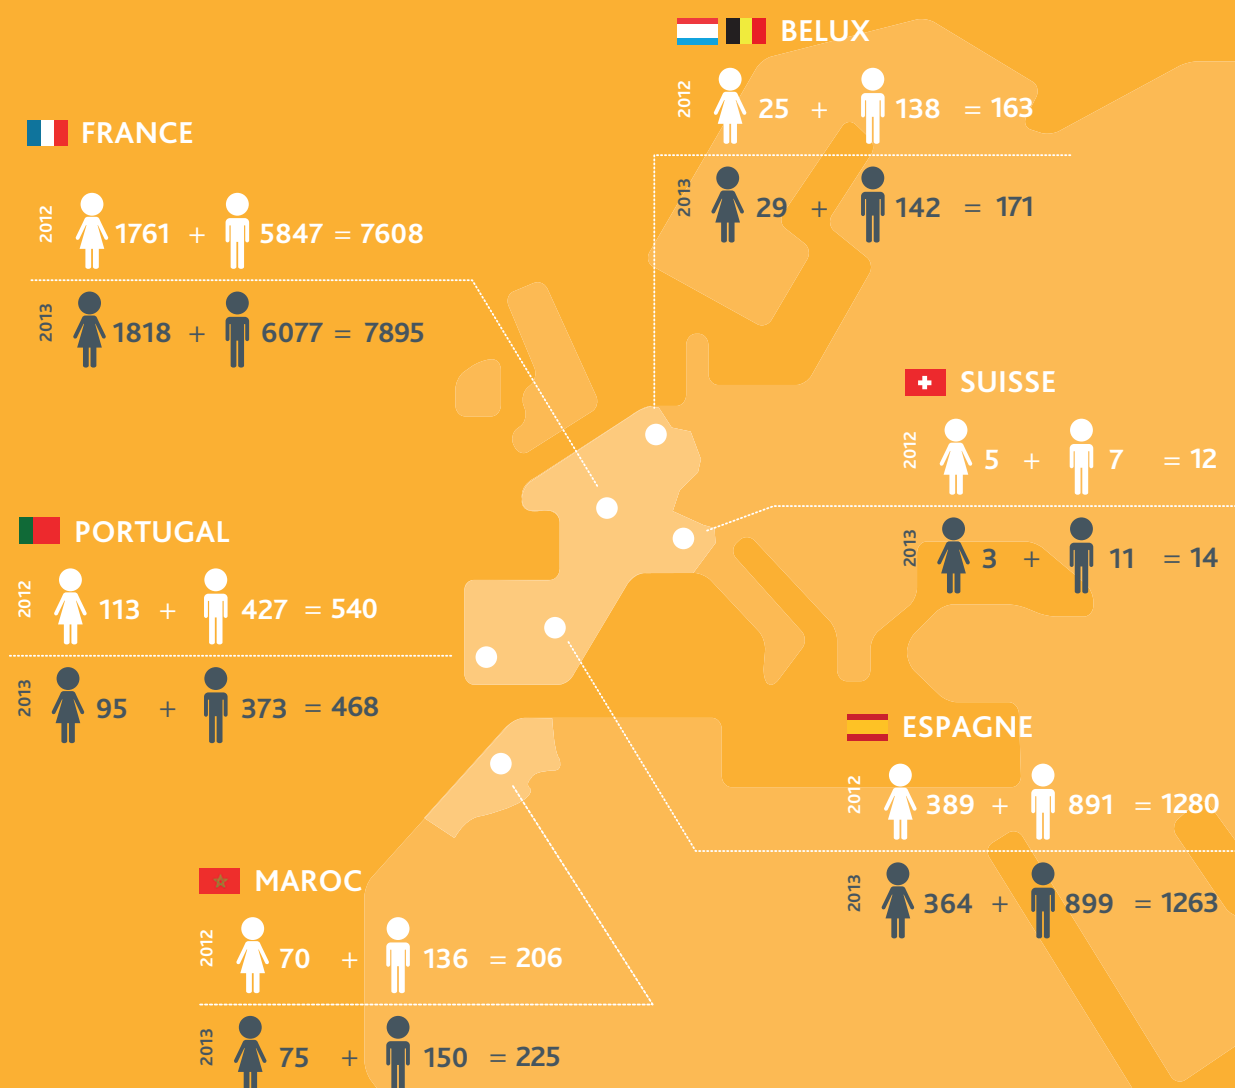 BELUX
2012 25 + 138 = 163
2013 29 + 142 = 171
FRANCE
2012 1761 + 5847 = 7608
2013 1818 + 6077 = 7895
SUISSE
2012 5 + 7 = 12
2013 3 + 11 = 14
PORTUGAL
2012 113 + 427 = 540
2013 95 + 373 = 468
ESPAGNE
2012 389 + 891 = 1280
2013 364 + 899 = 1263
MAROC
2012 70 + 136 = 206
2013 75 + 150 = 225